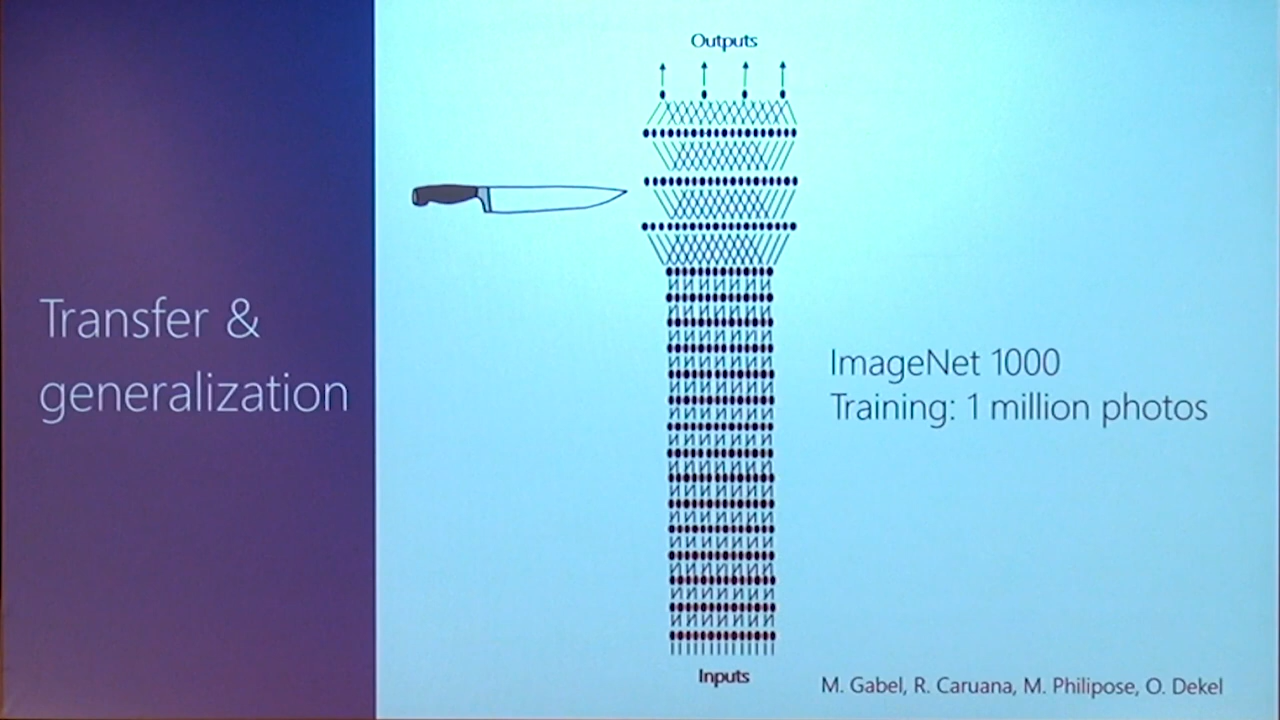 Transfer &
generalization
Outputs
ImageNet 1000
Training: 1 million photos
Inputs
M. Gabel, R. Caruana, M. Philipose, O. Dekel